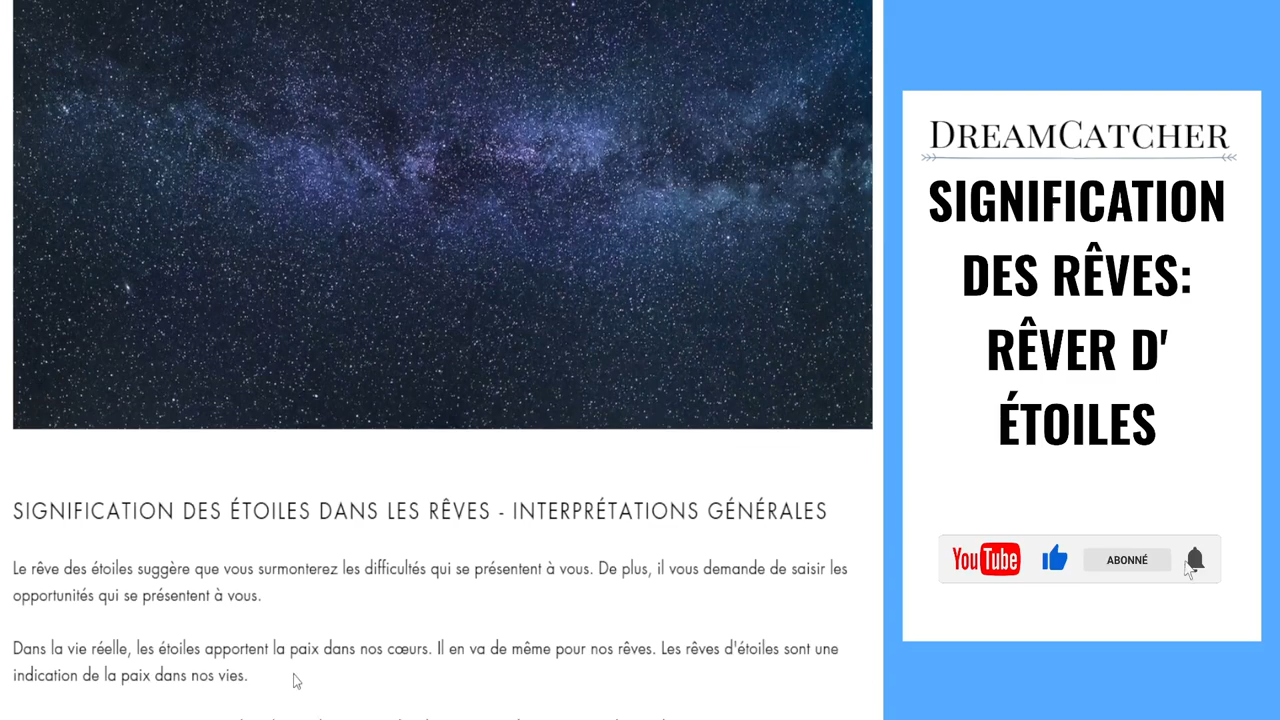 SIGNIFICATION DES ÉTOILES DANS LES RÊVES - INTERPRÉTATIONS GÉNÉRALES
Le rêve des étoiles suggère que vous surmonterez les difficultés qui se présentent à vous. De plus, il vous demande de saisir les
opportunités qui se présentent à vous.
Dans la vie réelle, les étoiles apportent la paix dans nos cœurs. Il en va de même pour nos rêves. Les rêves d'étoiles sont une
indication de la paix dans nos vies.
DREAMCATCHER
SIGNIFICATION
DES RÊVES:
RÊVER D'
ÉTOILES
YouTube ABONNÉ